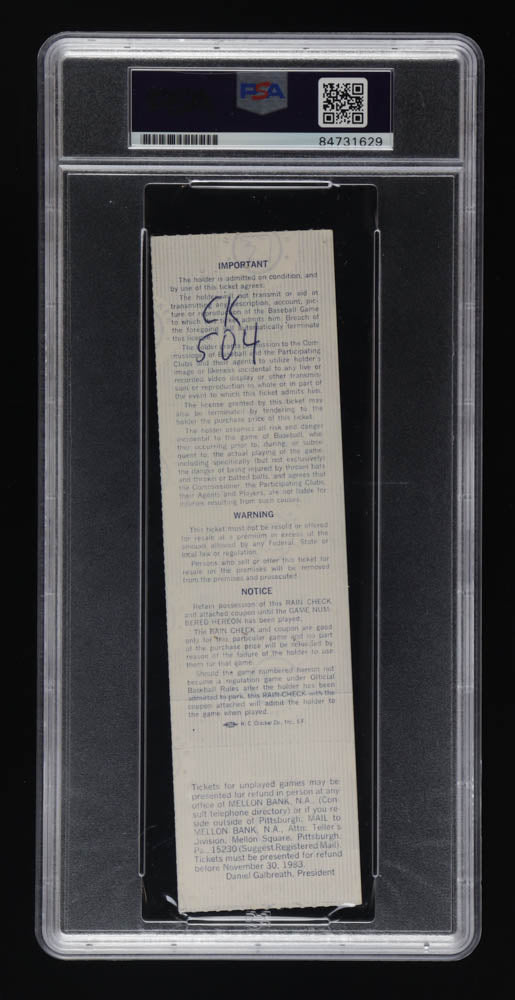 PSA
84731629
IMPORTANT
The holder is admitted on condition, and
by use of this ticket agrees:
The holder not transmit or aid in
transmitting any description, account, pic-
ture or reproduction of the Baseball Game
to which admits him. Breach of
the foregoing automatically terminate
this
CK
504
The holder grants permission to the Com-
missioner of Baseball and the Participating
Clubs and their agents to utilize holder's
image or likeness incidental to any live or
recorded video display or other transmis-
sion or reproduction in whole or in part of
the event to which this ticket admits him.
The license granted by this ticket may
also be terminated by tendering to the
holder the purchase price of this ticket.
The holder assumes all risk and danger
incidental to the game of Baseball, whe
ther occurring prior to, during, or subse
quent to, the actual playing of the game,
including specifically (but not exclusively)
the danger of being injured by thrown bats
and thrown or batted balls, and agrees that
the Commissioner, the Participating Clubs,
their Agents and Players, are not liable for
injuries resulting from such causes.
WARNING
This ticket must not be resold or offered
for resale at a premium in excess of the
amount allowed by any Federal, State or
local law or regulation.
Persons who sell or offer this ticket for
resale on the premises will be removed
from the premises and prosecuted.
NOTICE
Retain possession of this RAIN CHECK
and attached coupon until the GAME NUM-
BERED HEREON has been played.
This RAIN CHECK and coupon are good
only for this particular game and no part
of the purchase price will be refunded by
reason of the failure of the holder to use
them for that game.
Should the game numbered hereon not
become a regulation game under Official
Baseball Rules after the holder has been
admitted to park, this RAIN CHECK with the
coupon attached will admit the holder to
the game when played.
Tickets for unplayed games may be
presented for refund in person at any
office of MELLON BANK, N.A., (Con-
sult telephone directory) or if you re-
side outside of Pittsburgh, MAIL to
MELLON BANK, N.A., Attn: Teller's
Division, Mellon Square, Pittsburgh,
Pa., 15230 (Suggest Registered Mail).
Tickets must be presented for refund
before November 30, 1983.
Daniel Galbreath, President